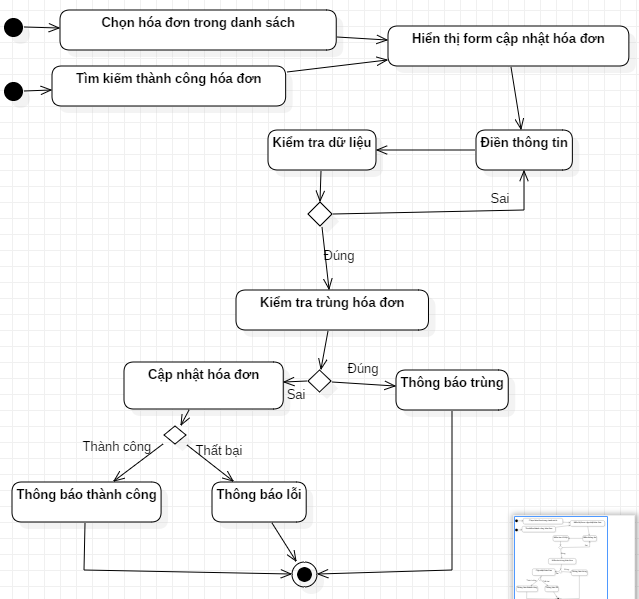 Chọn hóa đơn trong danh sách
Hiển thị form cập nhật hóa đơn
Tìm kiếm thành công hóa đơn
Kiểm tra dữ liệu
Điền thông tin
Sai
Đúng
Kiểm tra trùng hóa đơn
Cập nhật hóa đơn
Đúng
Thông báo trùng
Sai
Thành công
Thất bại
Thông báo thành công
Thông báo lỗi